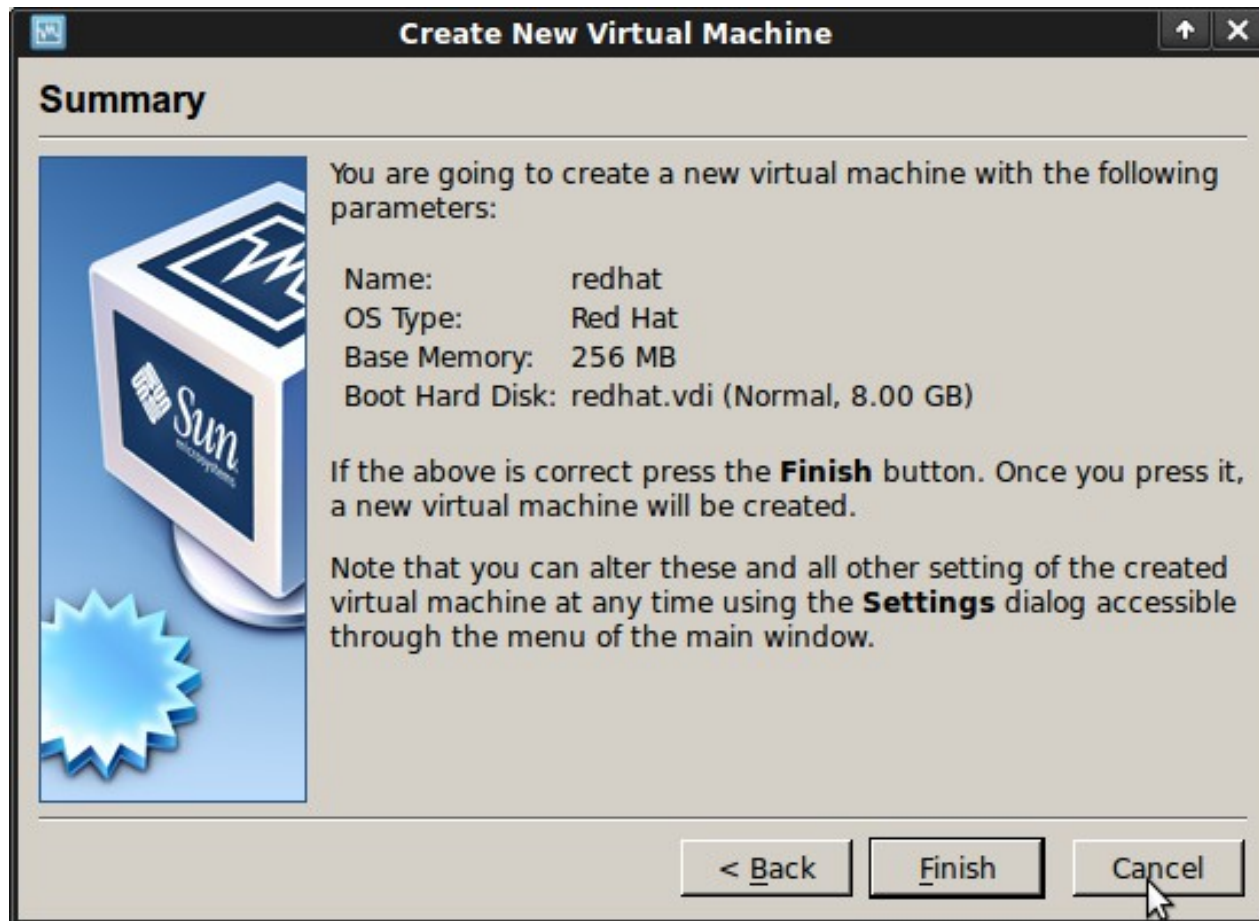 Create New Virtual Machine
Summary
You are going to create a new virtual machine with the following
parameters:
Name: redhat
OS Type: Red Hat
Base Memory: 256 MB
Boot Hard Disk: redhat.vdi (Normal, 8.00 GB)
If the above is correct press the Finish button. Once you press it,
a new virtual machine will be created.
Note that you can alter these and all other setting of the created
virtual machine at any time using the Settings dialog accessible
through the menu of the main window.
Sun
microsystems
< Back Finish Cancel